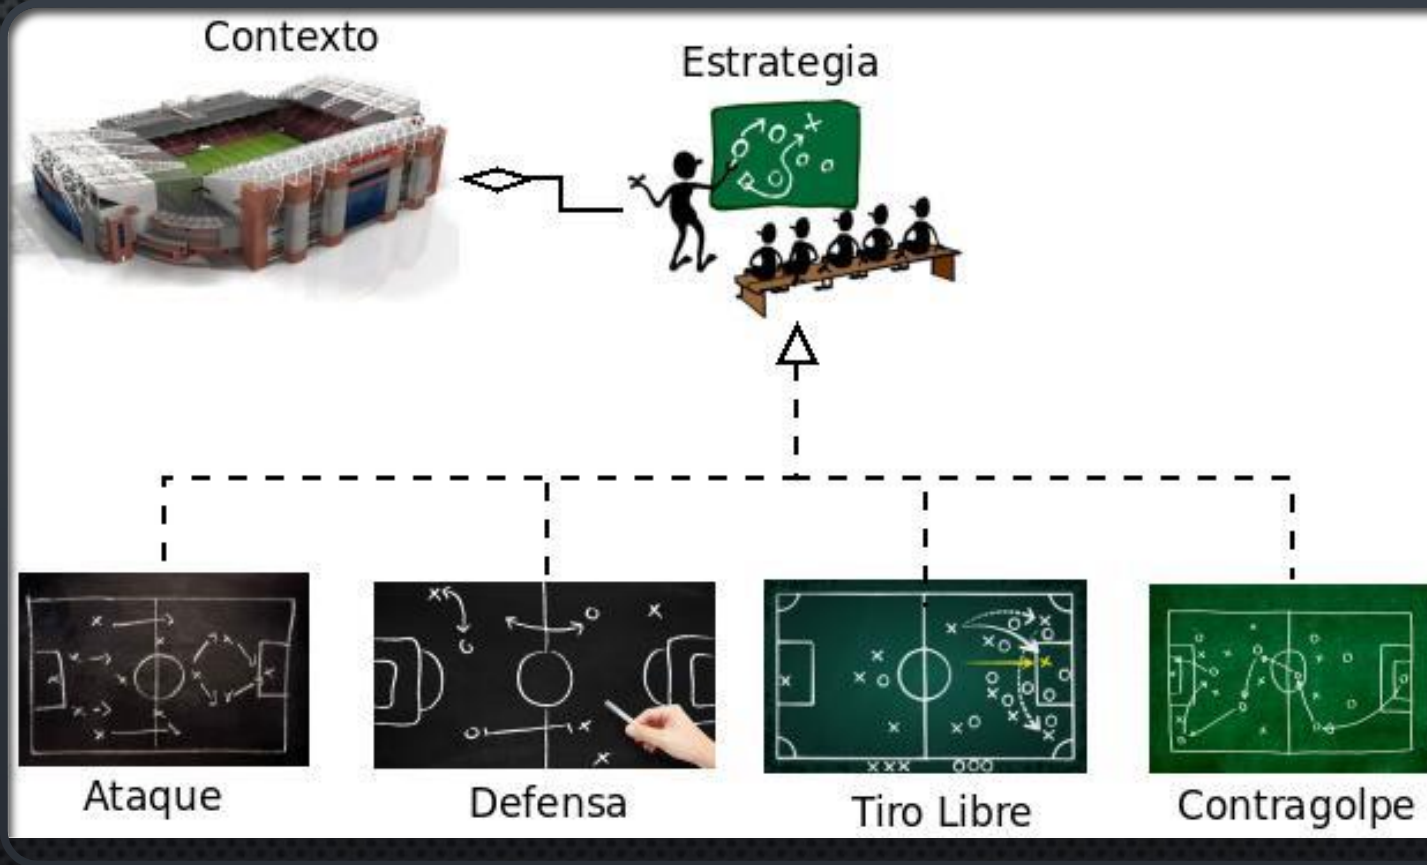 Contexto
Estrategia
Ataque
Defensa
Tiro Libre
Contragolpe